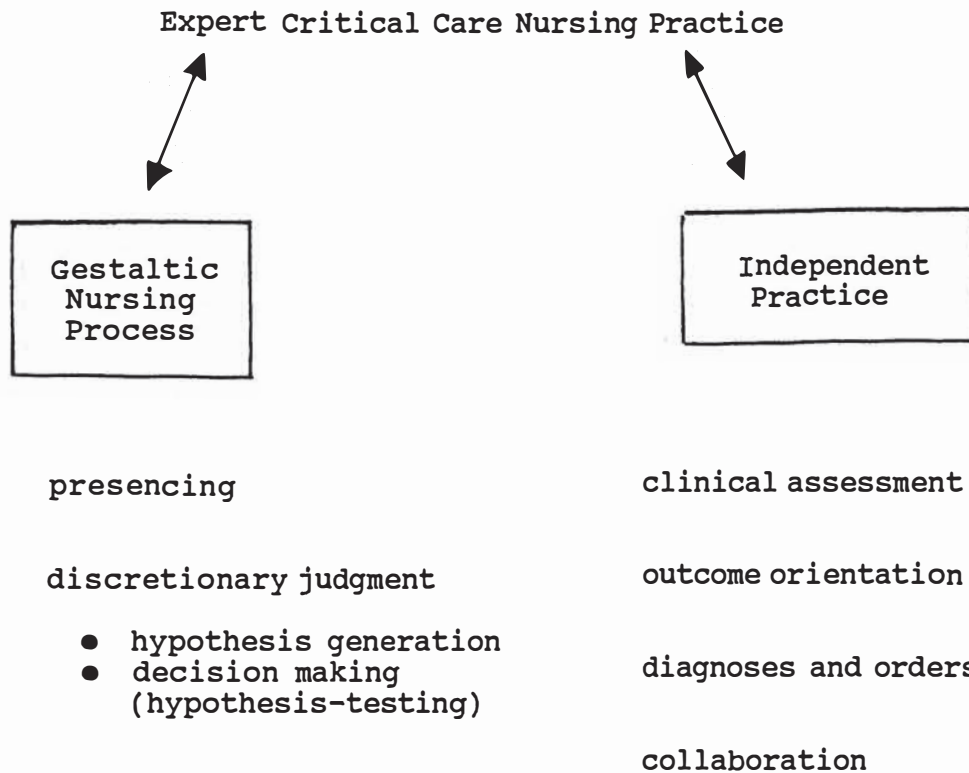 Expert Critical Care Nursing Practice
Gestaltic
Nursing
Process
Independent
Practice
presencing
discretionary judgment
● hypothesis generation
● decision making
(hypothesis-testing)
clinical assessment
outcome orientation
diagnoses and orders
collaboration